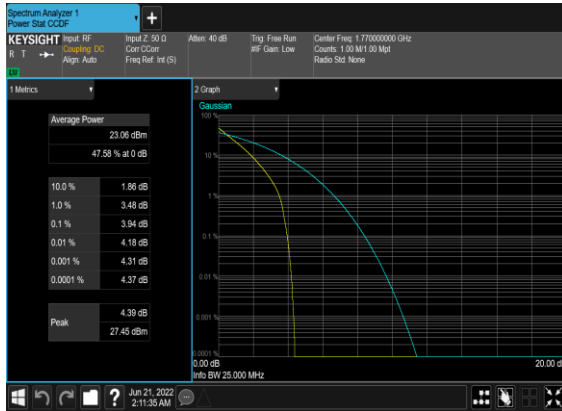 Spectrum Analyzer 1
Power Stat CCDF
KEYSIGHT
R T
LXI
Input: RF
Coupling: DC
Align: Auto
Input Z: 50 Ω
Corr CCorr
Freq Ref: Int (S)
Atten: 40 dB
Trig: Free Run
#IF Gain: Low
Center Freq: 1.770000000 GHz
Counts: 1.00 M/1.00 Mpt
Radio Std: None
1 Metrics
Average Power
23.06 dBm
47.58 % at 0 dB
10.0 % 1.86 dB
1.0 % 3.48 dB
0.1 % 3.94 dB
0.01 % 4.18 dB
0.001 % 4.31 dB
0.0001 % 4.37 dB
Peak
4.39 dB
27.45 dBm
2 Graph
Gaussian
100 %
10 %
1 %
0.1 %
0.01 %
0.001 %
0.0001 %
0.00 dB
20.00 d
Info BW 25.000 MHz
?
Jun 21, 2022
2:11:35 AM